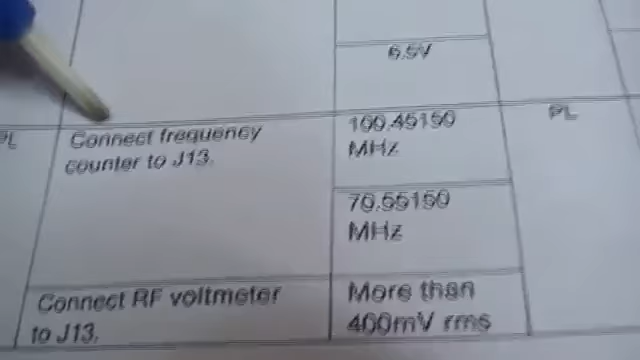 6.5V
PL
Connect frequency
counter to J13.
100.45150
MHz
PL
70.55150
MHz
Connect RF voltmeter
to J13.
More than
400mV rms